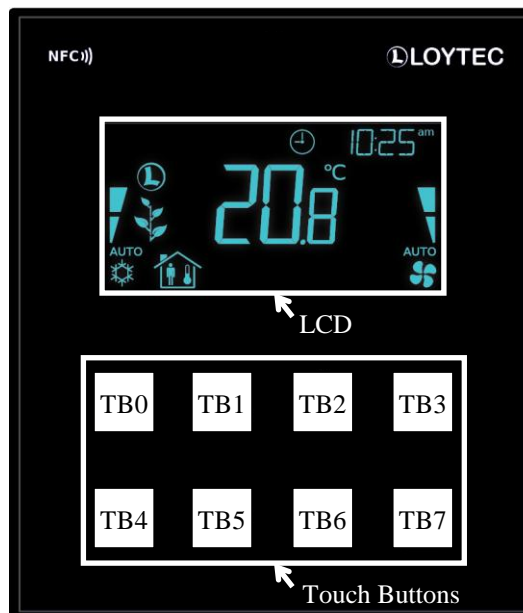 NFC
LOYTEC
10:25 am
20.8 °C
AUTO
AUTO
LCD
TB0 TB1 TB2 TB3
TB4 TB5 TB6 TB7
Touch Buttons